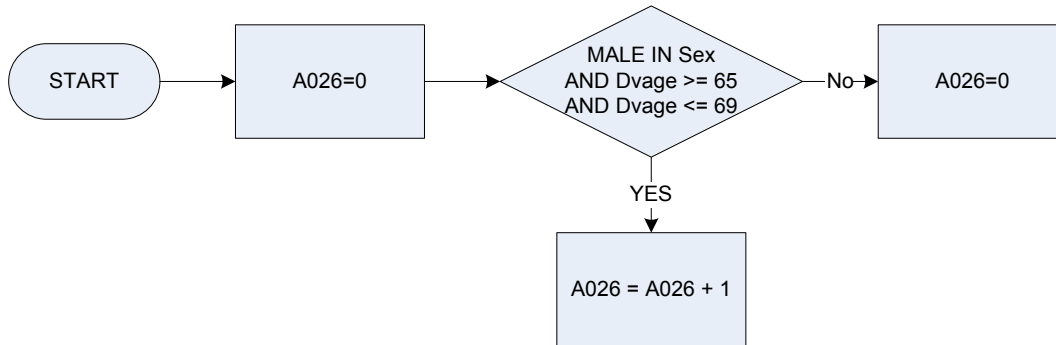 START
A026=0
MALE IN Sex
AND Dvage >= 65
AND Dvage <= 69
No
A026=0
YES
A026 = A026 + 1